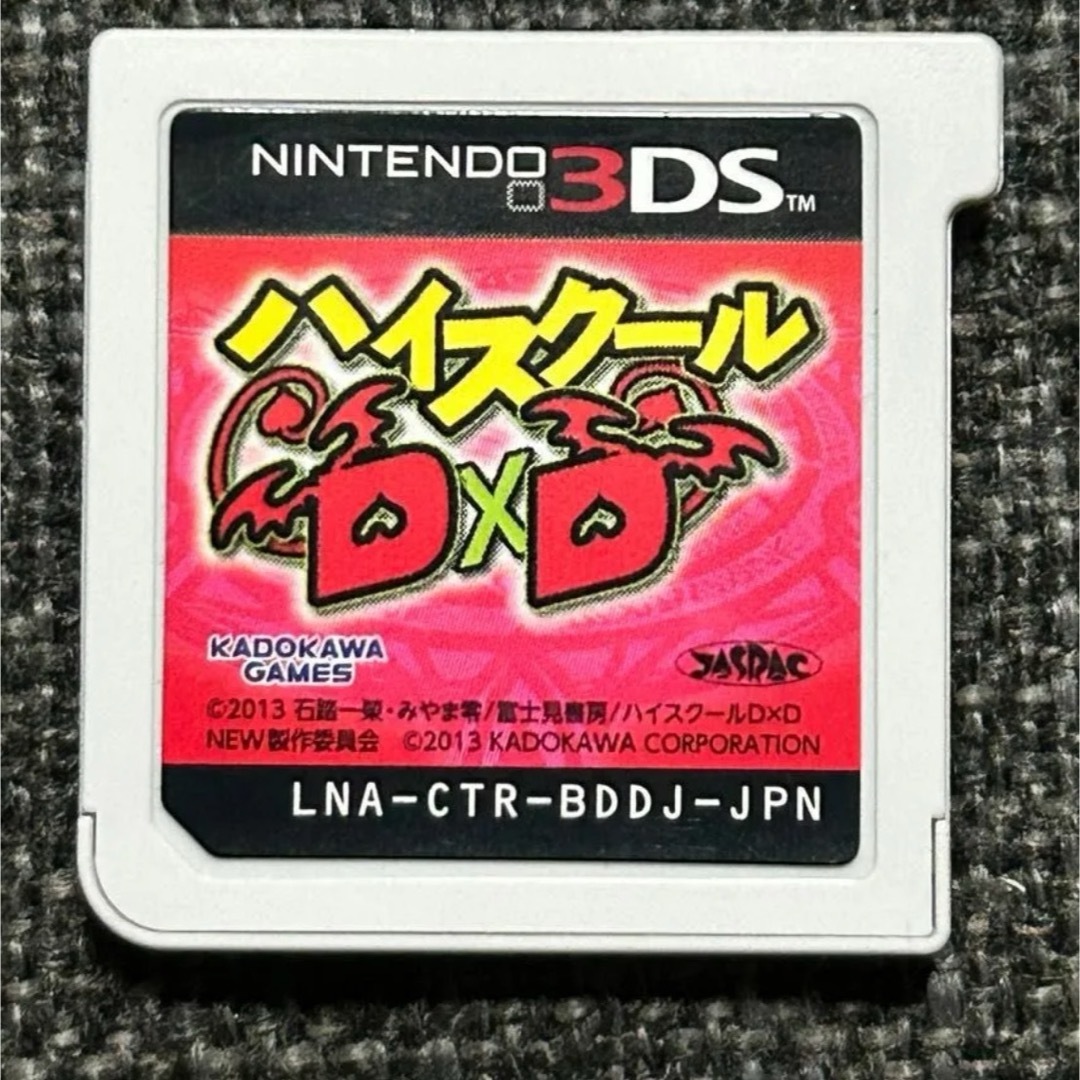 NINTENDO 3DS™
ハイスクール
D×D
KADOKAWA
GAMES
JASRAC
©2013 石踏一榮・みやま零/富士見書房/ハイスクールD×D
NEW製作委員会 ©2013 KADOKAWA CORPORATION
LNA-CTR-BDDJ-JPN